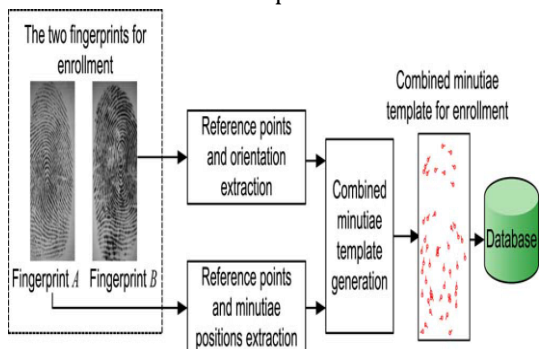 The two fingerprints for
enrollment
Fingerprint A
Fingerprint B
Reference points
and orientation
extraction
Reference points
and minutiae
positions extraction
Combined
minutiae
template
generation
Combined minutiae
template for enrollment
Database